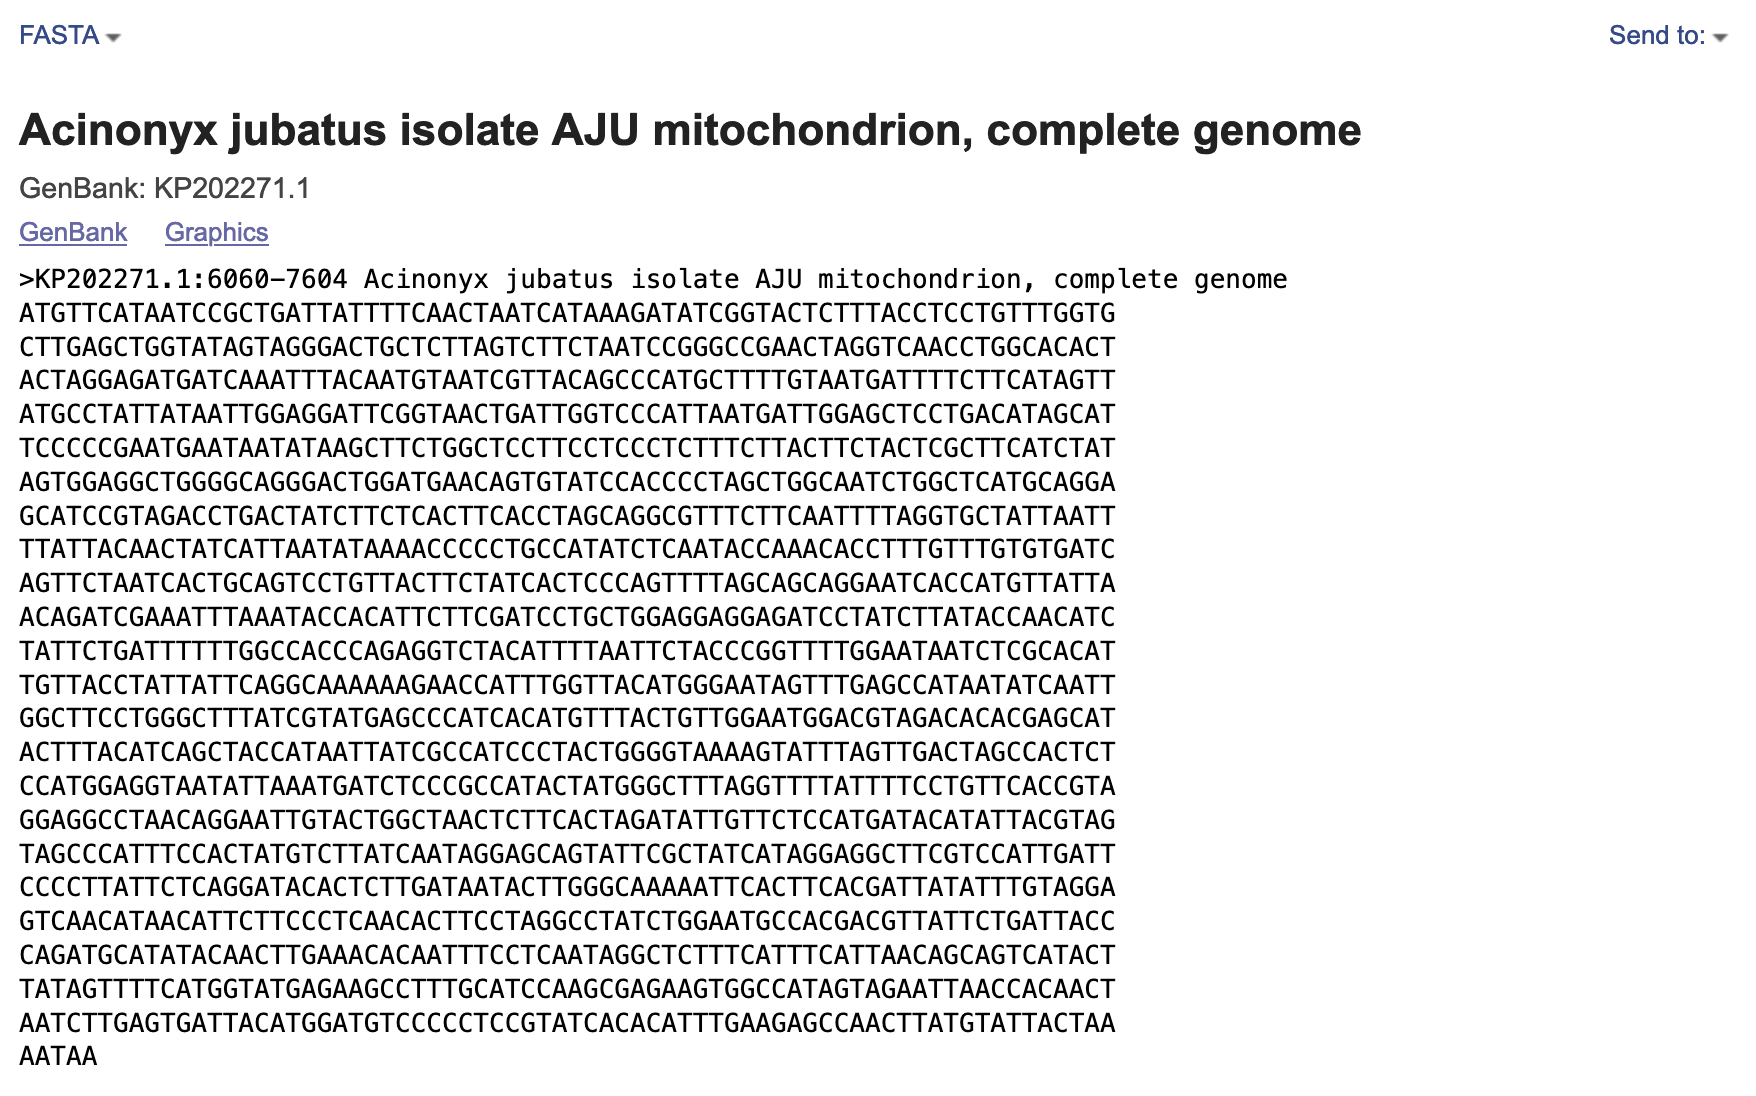 FASTA
Send to:
Acinonyx jubatus isolate AJU mitochondrion, complete genome
GenBank: KP202271.1
GenBank Graphics
>KP202271.1:6060-7604 Acinonyx jubatus isolate AJU mitochondrion, complete genome
ATGTTCATAATCCGCTGATTATTTTCAACTAATCATAAAGATATCGGTACTCTTTACCTCCTGTTTGGTG
CTTGAGCTGGTATAGTAGGGACTGCTCTTAGTCTTCTAATCCGGGCCGAACTAGGTCAACCTGGCACACT
ACTAGGAGATGATCAAATTTACAATGTAATCGTTACAGCCCATGCTTTTGTAATGATTTTCTTCATAGTT
ATGCCTATTATAATTGGAGGATTCGGTAACTGATTGGTCCCATTAATGATTGGAGCTCCTGACATAGCAT
TCCCCCGAATGAATAATATAAGCTTCTGGCTCCTTCCTCCCTCTTTCTTACTTCTACTCGCTTCATCTAT
AGTGGAGGCTGGGGCAGGGACTGGATGAACAGTGTATCCACCCCTAGCTGGCAATCTGGCTCATGCAGGA
GCATCCGTAGACCTGACTATCTTCTCACTTCACCTAGCAGGCGTTTCTTCAATTTTAGGTGCTATTAATT
TTATTACAACTATCATTAATATAAAACCCCCTGCCATATCTCAATACCAAACACCTTTGTTTGTGTGATC
AGTTCTAATCACTGCAGTCCTGTTACTTCTATCACTCCCAGTTTTAGCAGCAGGAATCACCATGTTATTA
ACAGATCGAAATTTAAATACCACATTCTTCGATCCTGCTGGAGGAGGAGATCCTATCTTATACCAACATC
TATTCTGATTTTTTGGCCACCCAGAGGTCTACATTTTAATTCTACCCGGTTTTGGAATAATCTCGCACAT
TGTTACCTATTATTCAGGCAAAAAAGAACCATTTGGTTACATGGGAATAGTTTGAGCCATAATATCAATT
GGCTTCCTGGGCTTTATCGTATGAGCCCATCACATGTTTACTGTTGGAATGGACGTAGACACACGAGCAT
ACTTTACATCAGCTACCATAATTATCGCCATCCCTACTGGGGTAAAAGTATTTAGTTGACTAGCCACTCT
CCATGGAGGTAATATTAAATGATCTCCCGCCATACTATGGGCTTTAGGTTTTATTTTCCTGTTCACCGTA
GGAGGCCTAACAGGAATTGTACTGGCTAACTCTTCACTAGATATTGTTCTCCATGATACATATTACGTAG
TAGCCCATTTCCACTATGTCTTATCAATAGGAGCAGTATTCGCTATCATAGGAGGCTTCGTCCATTGATT
CCCCTTATTCTCAGGATACACTCTTGATAATACTTGGGCAAAAATTCACTTCACGATTATATTTGTAGGA
GTCAACATAACATTCTTCCCTCAACACTTCCTAGGCCTATCTGGAATGCCACGACGTTATTCTGATTACC
CAGATGCATATACAACTTGAAACACAATTTCCTCAATAGGCTCTTTCATTTCATTAACAGCAGTCATACT
TATAGTTTTCATGGTATGAGAAGCCTTTGCATCCAAGCGAGAAGTGGCCATAGTAGAATTAACCACAACT
AATCTTGAGTGATTACATGGATGTCCCCCTCCGTATCACACATTTGAAGAGCCAACTTATGTATTACTAA
AATAA